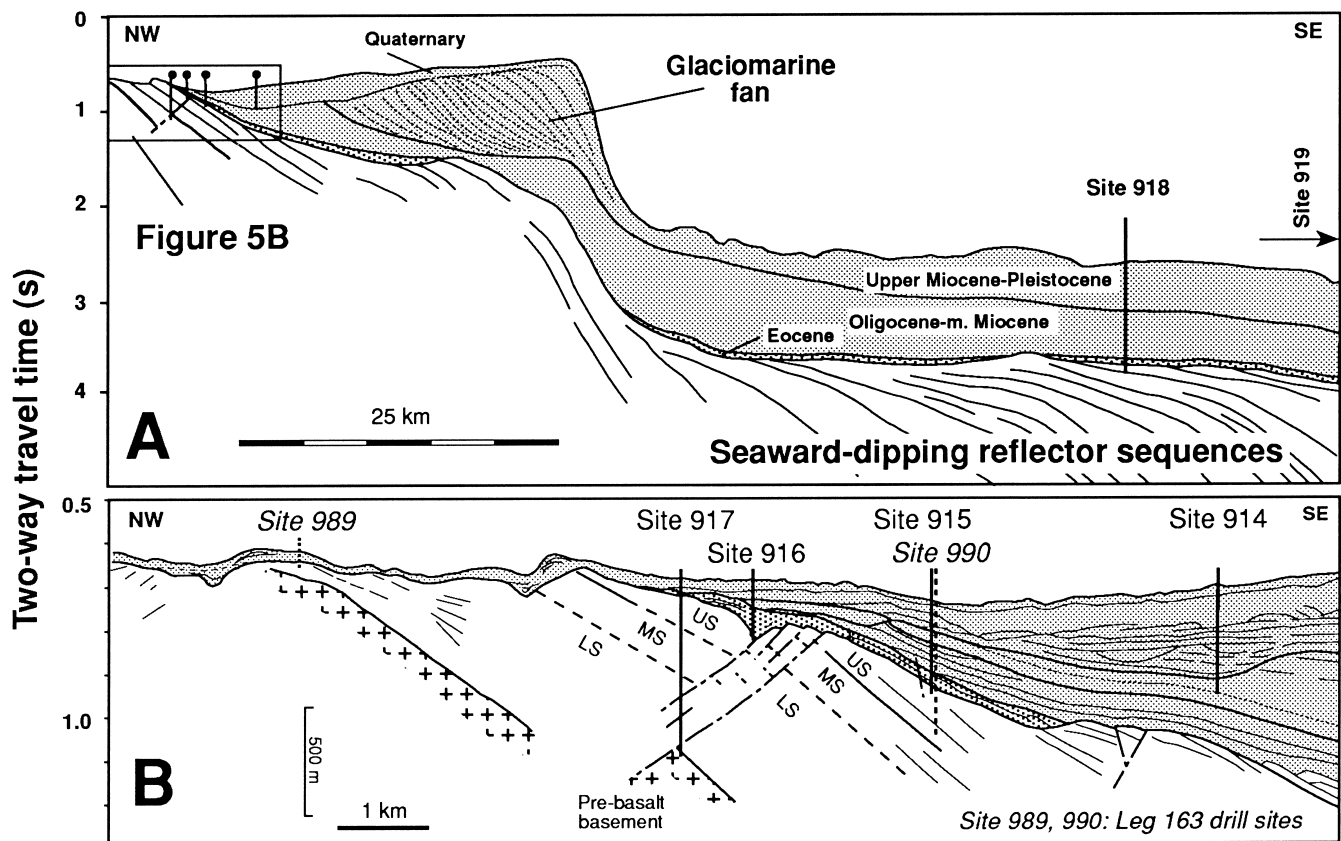 Two-way travel time (s)
0
1
2
3
4
NW
SE
Quaternary
Glaciomarine
fan
Figure 5B
Site 918
Site 919
Upper Miocene-Pleistocene
Oligocene-m. Miocene
Eocene
25 km
A
Seaward-dipping reflector sequences
0.5
1.0
NW
SE
Site 989
Site 917
Site 916
Site 915
Site 990
Site 914
US
MS
LS
US
MS
LS
500 m
B
1 km
Pre-basalt
basement
Site 989, 990: Leg 163 drill sites